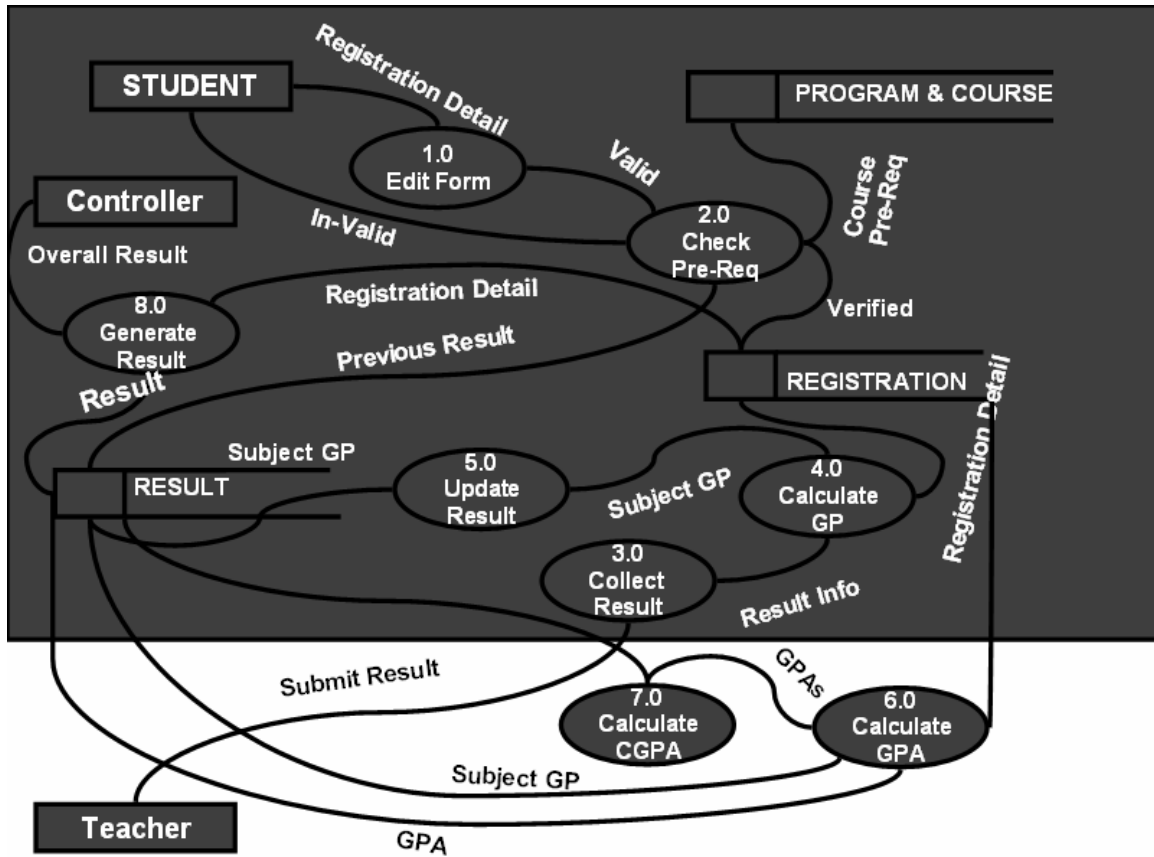 Registration Detail
STUDENT
PROGRAM & COURSE
1.0
Edit Form
Valid
Course
Pre-Req
Controller
In-Valid
2.0
Check
Pre-Req
Overall Result
Registration Detail
8.0
Generate
Result
Verified
Previous Result
Result
REGISTRATION
Registration Detail
Subject GP
RESULT
5.0
Update
Result
Subject GP
4.0
Calculate
GP
3.0
Collect
Result
Result Info
Submit Result
GPAs
7.0
Calculate
CGPA
6.0
Calculate
GPA
Subject GP
Teacher
GPA